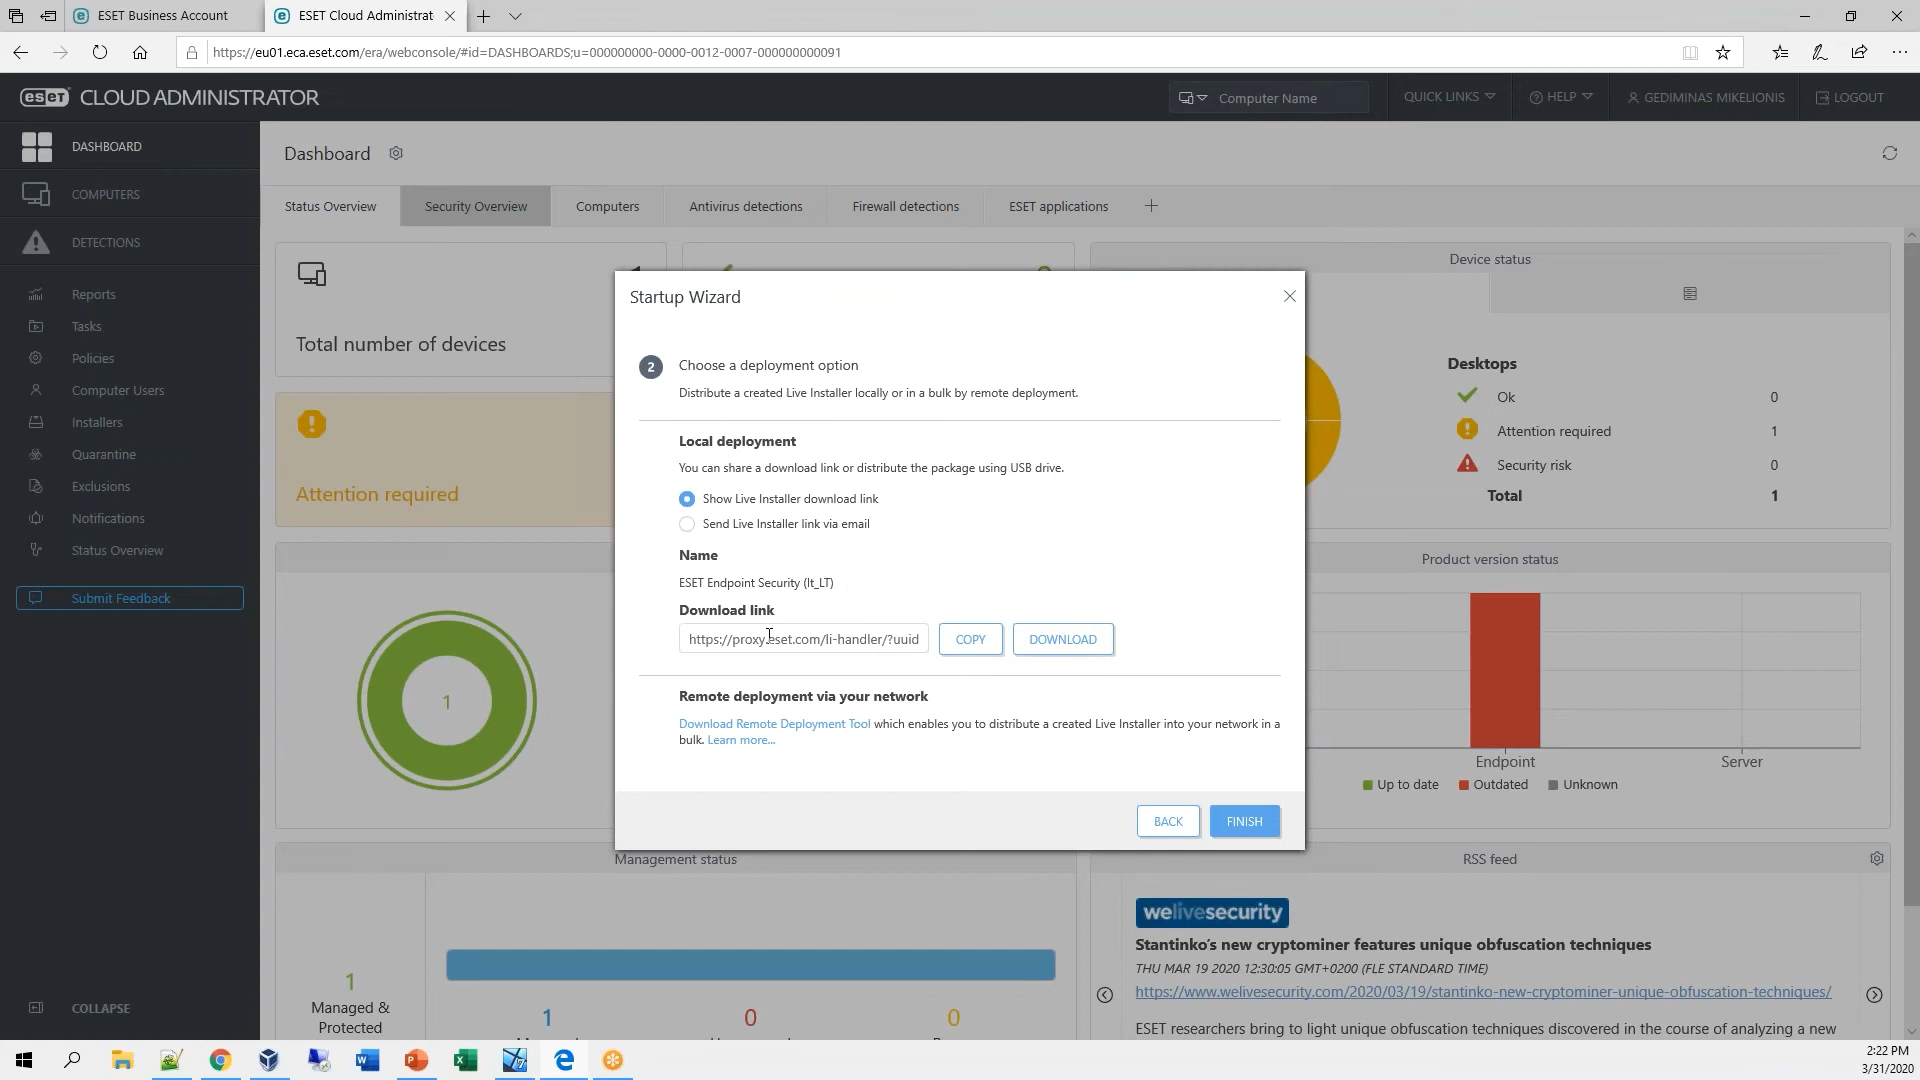 ESET Business Account
ESET Cloud Administrat
https://eu01.eca.eset.com/era/webconsole/#id=DASHBOARDS;u=000000000-0000-0012-0007-000000000091
eset CLOUD ADMINISTRATOR
Computer Name
QUICK LINKS
HELP
GEDIMINAS MIKELIONIS
LOGOUT
DASHBOARD
COMPUTERS
DETECTIONS
Reports
Tasks
Policies
Computer Users
Installers
Quarantine
Exclusions
Notifications
Status Overview
Submit Feedback
COLLAPSE
Dashboard
Status Overview
Security Overview
Computers
Antivirus detections
Firewall detections
ESET applications
Total number of devices
Attention required
1
Startup Wizard
2
Choose a deployment option
Distribute a created Live Installer locally or in a bulk by remote deployment.
Local deployment
You can share a download link or distribute the package using USB drive.
Show Live Installer download link
Send Live Installer link via email
Name
ESET Endpoint Security (lt_LT)
Download link
https://proxy.eset.com/li-handler/?uuid
COPY
DOWNLOAD
Remote deployment via your network
Download Remote Deployment Tool which enables you to distribute a created Live Installer into your network in a
bulk. Learn more...
BACK
FINISH
Device status
Desktops
Ok 0
Attention required 1
Security risk 0
Total 1
Product version status
Endpoint
Server
Up to date
Outdated
Unknown
Management status
1
Managed &
Protected
1
0
0
RSS feed
welivesecurity
Stantinko's new cryptominer features unique obfuscation techniques
THU MAR 19 2020 12:30:05 GMT+0200 (FLE STANDARD TIME)
https://www.welivesecurity.com/2020/03/19/stantinko-new-cryptominer-unique-obfuscation-techniques/
ESET researchers bring to light unique obfuscation techniques discovered in the course of analyzing a new
2:22 PM
3/31/2020